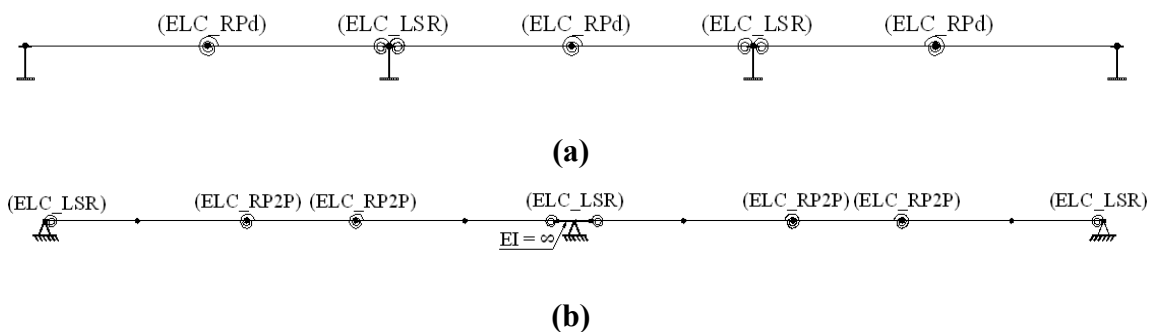 (ELC_RPd) (ELC_LSR) (ELC_RPd) (ELC_LSR) (ELC_RPd)
(a)
(ELC_LSR) (ELC_RP2P) (ELC_RP2P) (ELC_LSR) (ELC_RP2P) (ELC_RP2P) (ELC_LSR)
EI = ∞
(b)